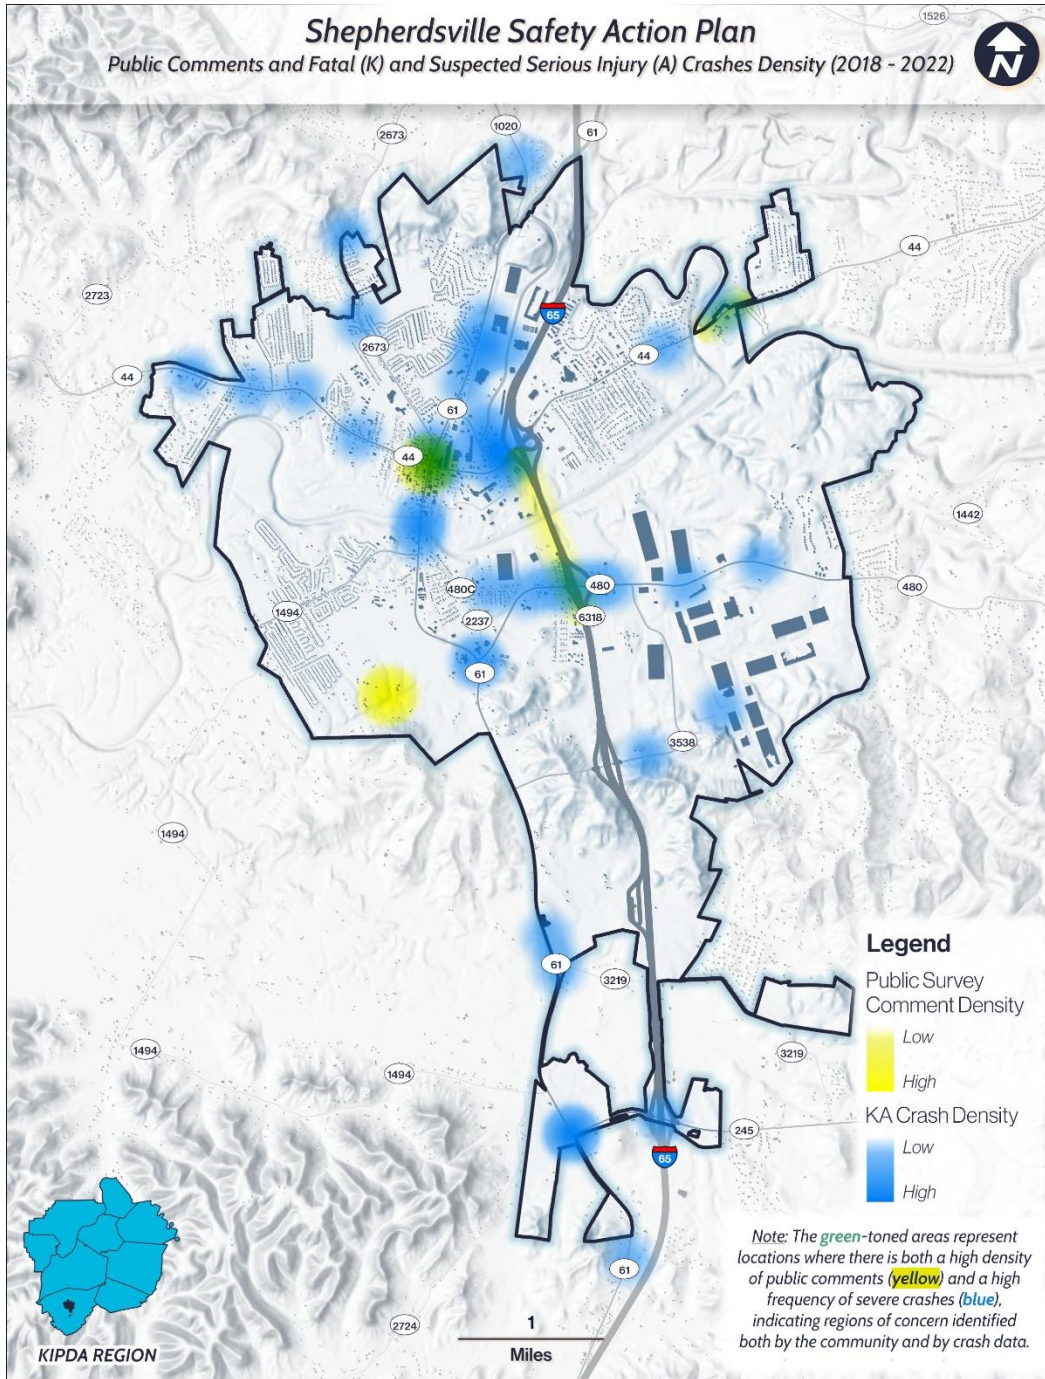 Shepherdsville Safety Action Plan
Public Comments and Fatal (K) and Suspected Serious Injury (A) Crashes Density (2018 - 2022)
N
1526
2673
1020
61
44
2723
65
2673
44
44
61
44
1442
480C
480
480
1494
2237
6318
61
3538
1494
61
3219
1494
3219
1494
245
65
61
2724
Legend
Public Survey
Comment Density
Low
High
KA Crash Density
Low
High
Note: The green-toned areas represent
locations where there is both a high density
of public comments (yellow) and a high
frequency of severe crashes (blue),
indicating regions of concern identified
both by the community and by crash data.
1
Miles
KIPDA REGION